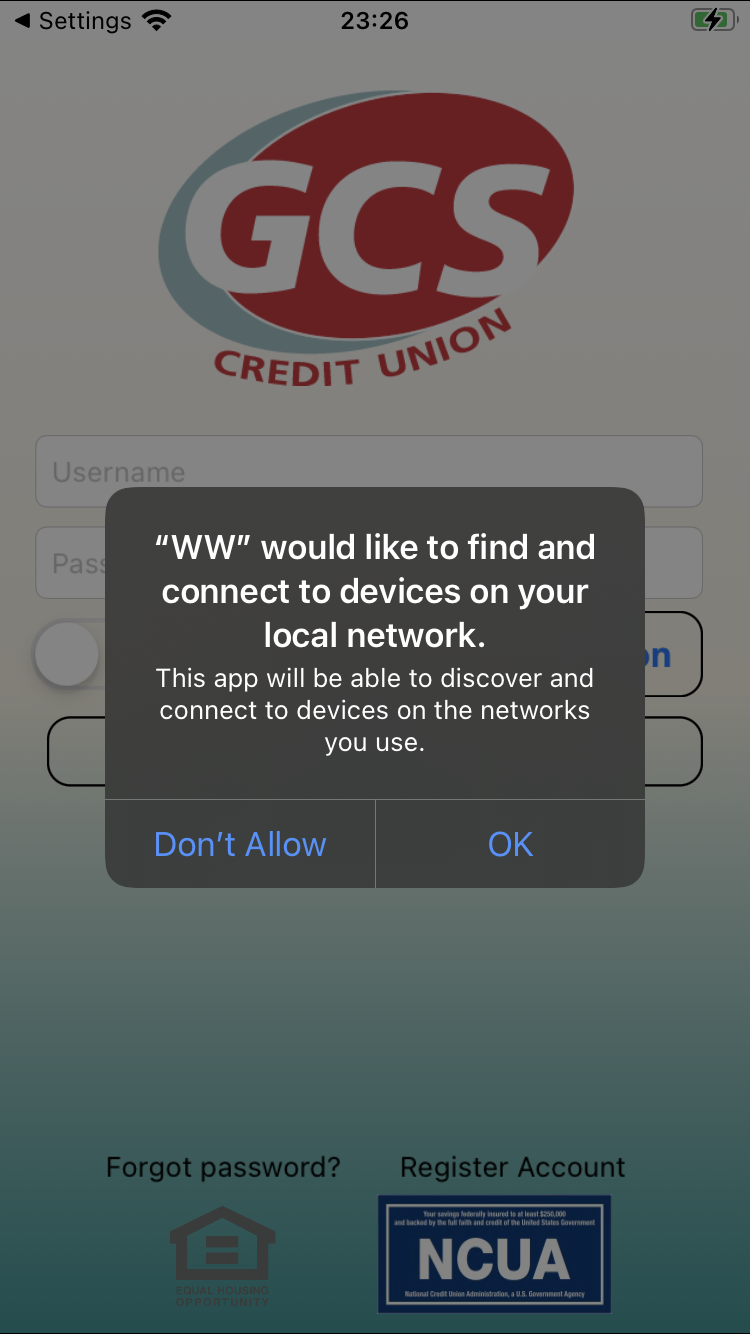 ◀ Settings 23:26
GCS
CREDIT UNION
Username
Pass
“WW” would like to find and
connect to devices on your
local network.
This app will be able to discover and
connect to devices on the networks
you use.
on
Don’t Allow OK
Forgot password? Register Account
EQUAL HOUSING
OPPORTUNITY
Your savings federally insured to at least $250,000
and backed by the full faith and credit of the United States Government
NCUA
National Credit Union Administration, a U.S. Government Agency